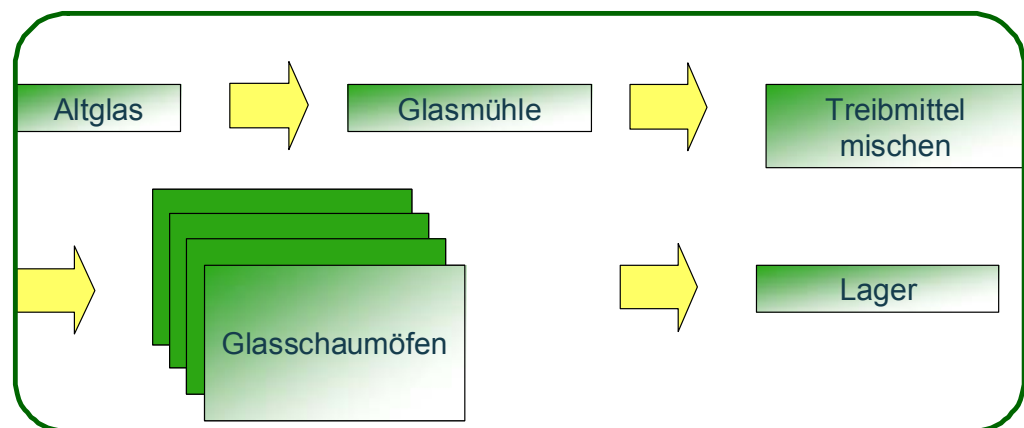 Altglas
Glasmühle
Treibmittel
mischen
Glasschaumöfen
Lager